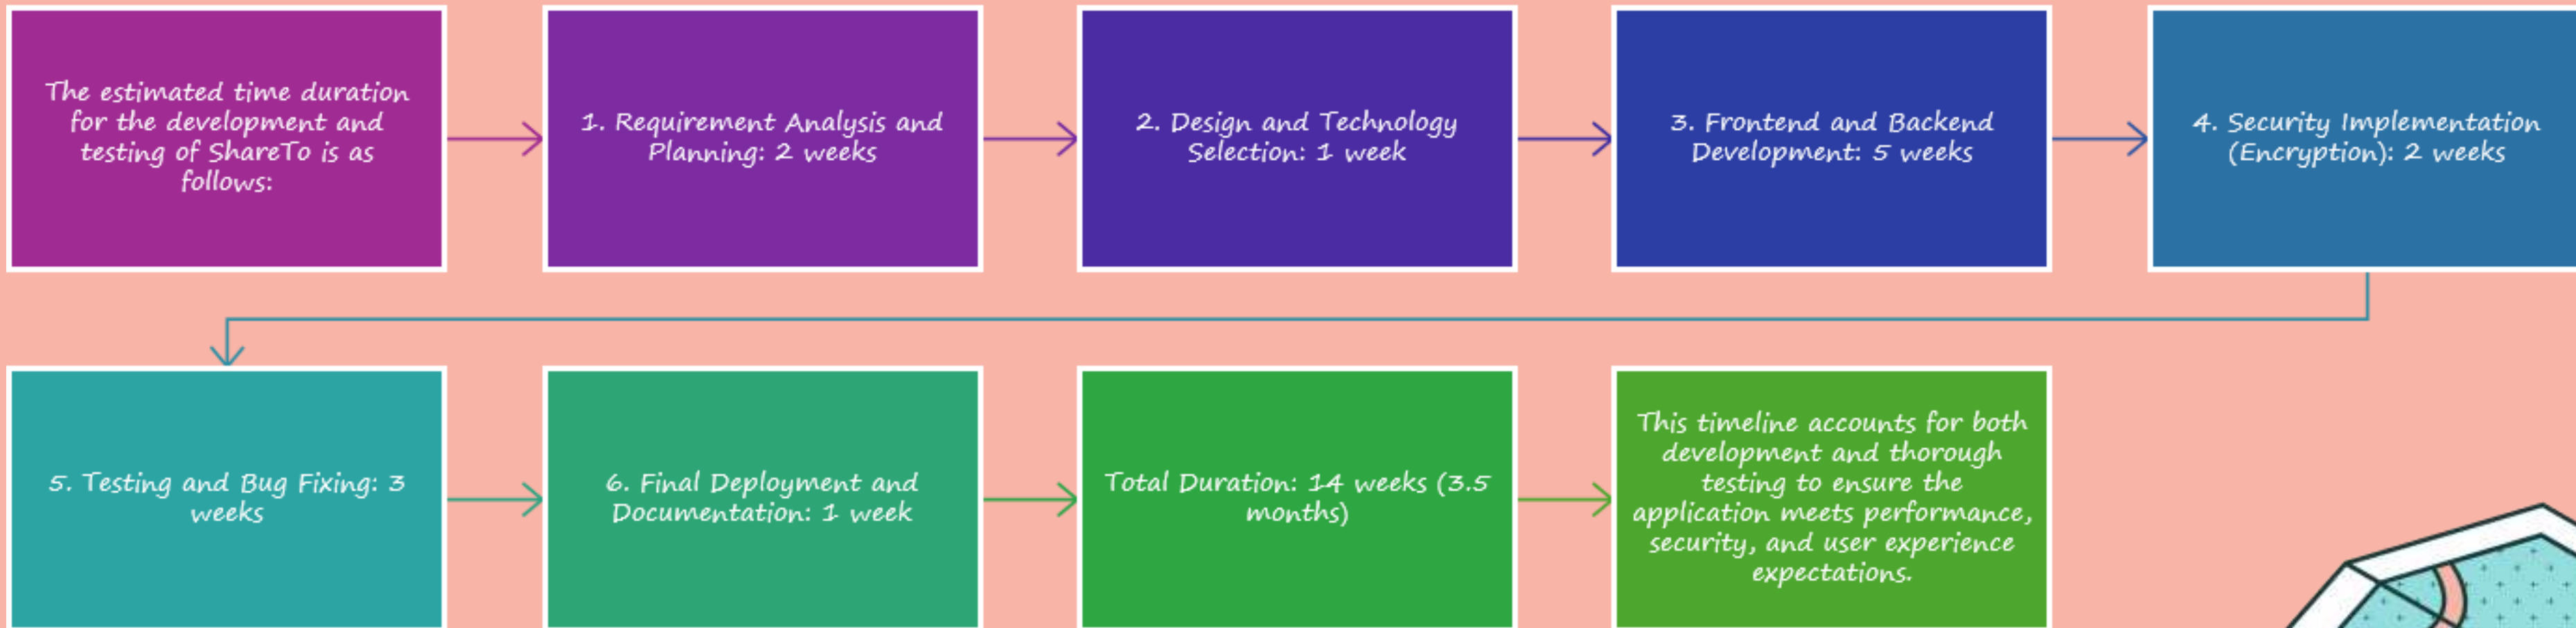 The estimated time duration
for the development and
testing of ShareTo is as
follows:
1. Requirement Analysis and
Planning: 2 weeks
2. Design and Technology
Selection: 1 week
3. Frontend and Backend
Development: 5 weeks
4. Security Implementation
(Encryption): 2 weeks
5. Testing and Bug Fixing: 3
weeks
6. Final Deployment and
Documentation: 1 week
Total Duration: 14 weeks (3.5
months)
This timeline accounts for both
development and thorough
testing to ensure the
application meets performance,
security, and user experience
expectations.